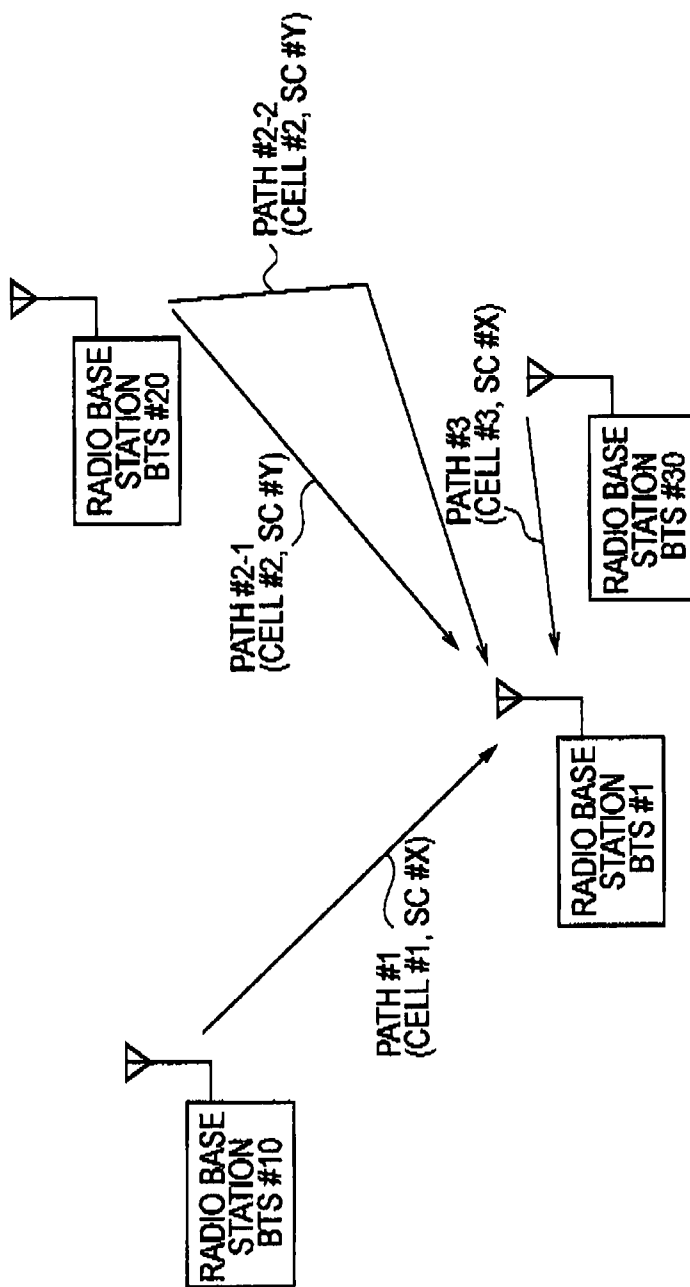 RADIO BASE
STATION
BTS #10
PATH #1
(CELL #1, SC #X)
RADIO BASE
STATION
BTS #20
PATH #2-1
(CELL #2, SC #Y)
PATH #2-2
(CELL #2, SC #Y)
RADIO BASE
STATION
BTS #1
PATH #3
(CELL #3, SC #X)
RADIO BASE
STATION
BTS #30